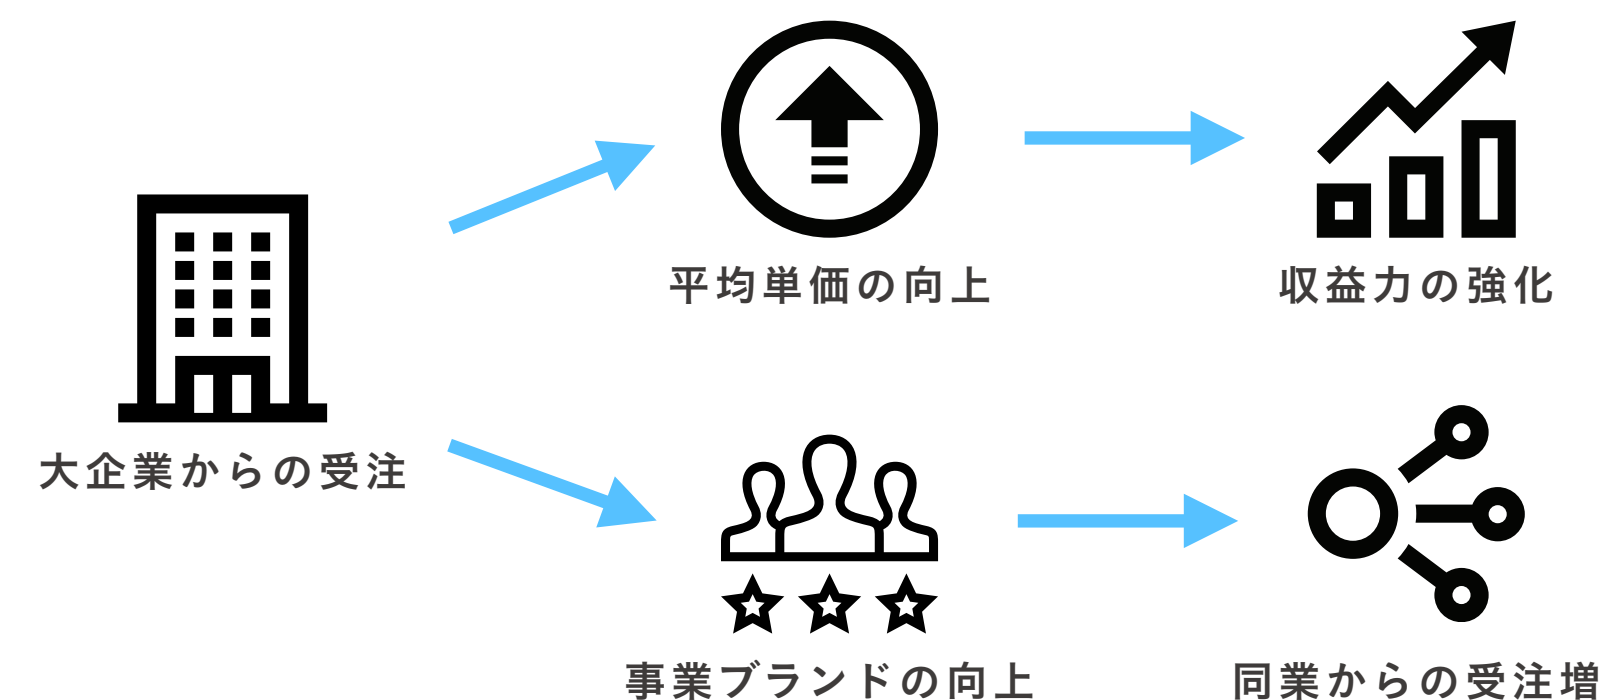 平均単価の向上
収益力の強化
大企業からの受注
事業ブランドの向上
同業からの受注増